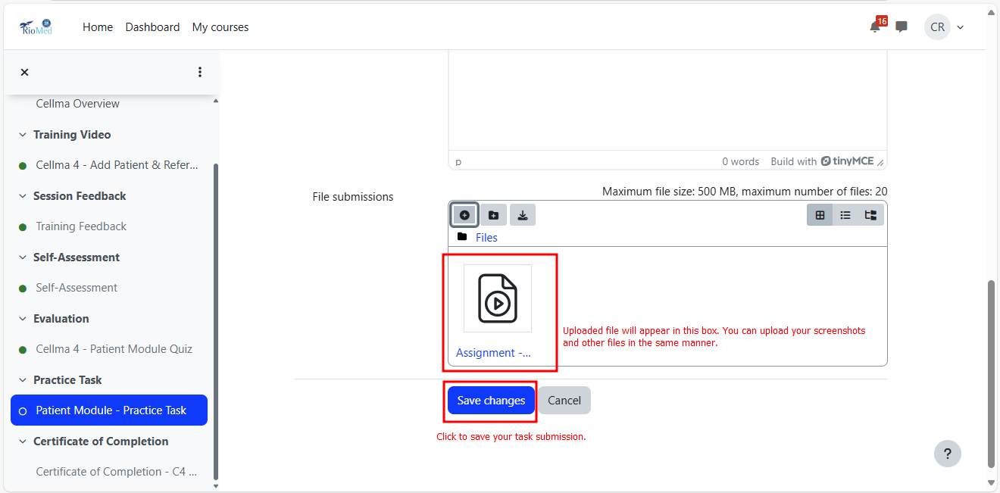 RioMed
28
Home Dashboard My courses
16
CR
Cellma Overview
Training Video
Cellma 4 - Add Patient & Refer...
Session Feedback
Training Feedback
Self-Assessment
Self-Assessment
Evaluation
Cellma 4 - Patient Module Quiz
Practice Task
Patient Module - Practice Task
Certificate of Completion
Certificate of Completion - C4 ...
p
0 words Build with tinyMCE
File submissions
Maximum file size: 500 MB, maximum number of files: 20
Files
Assignment -...
Uploaded file will appear in this box. You can upload your screenshots
and other files in the same manner.
Save changes Cancel
Click to save your task submission.
?